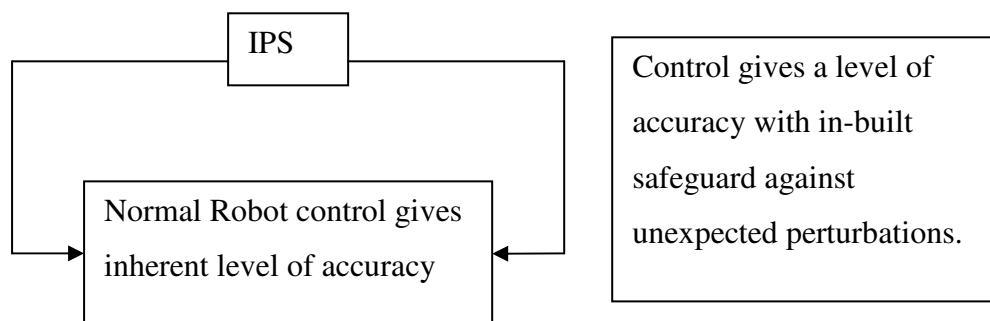 IPS
Normal Robot control gives
inherent level of accuracy
Control gives a level of
accuracy with in-built
safeguard against
unexpected perturbations.